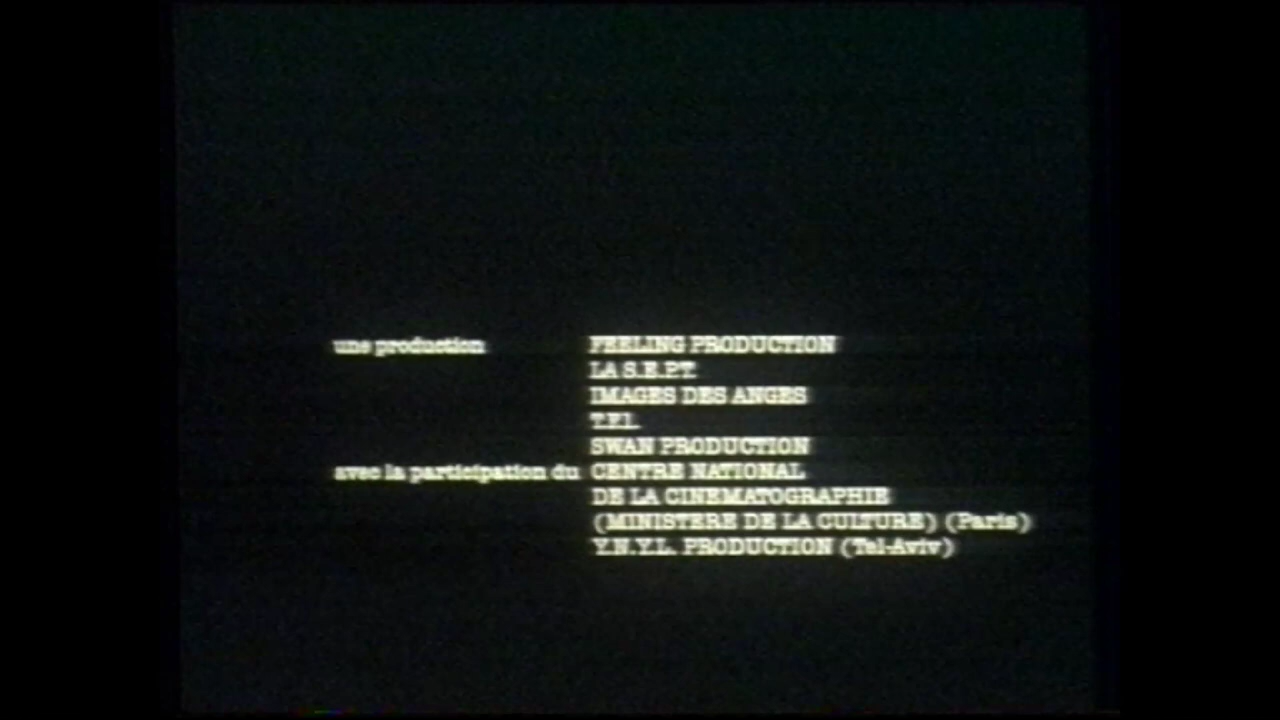 une production FEELING PRODUCTION
LA S.E.P.T.
IMAGES DES ANGES
T.F.1.
SWAN PRODUCTION
avec la participation du CENTRE NATIONAL
DE LA CINEMATOGRAPHIE
(MINISTERE DE LA CULTURE) (Paris)
Y.N.Y.L. PRODUCTION (Tel-Aviv)